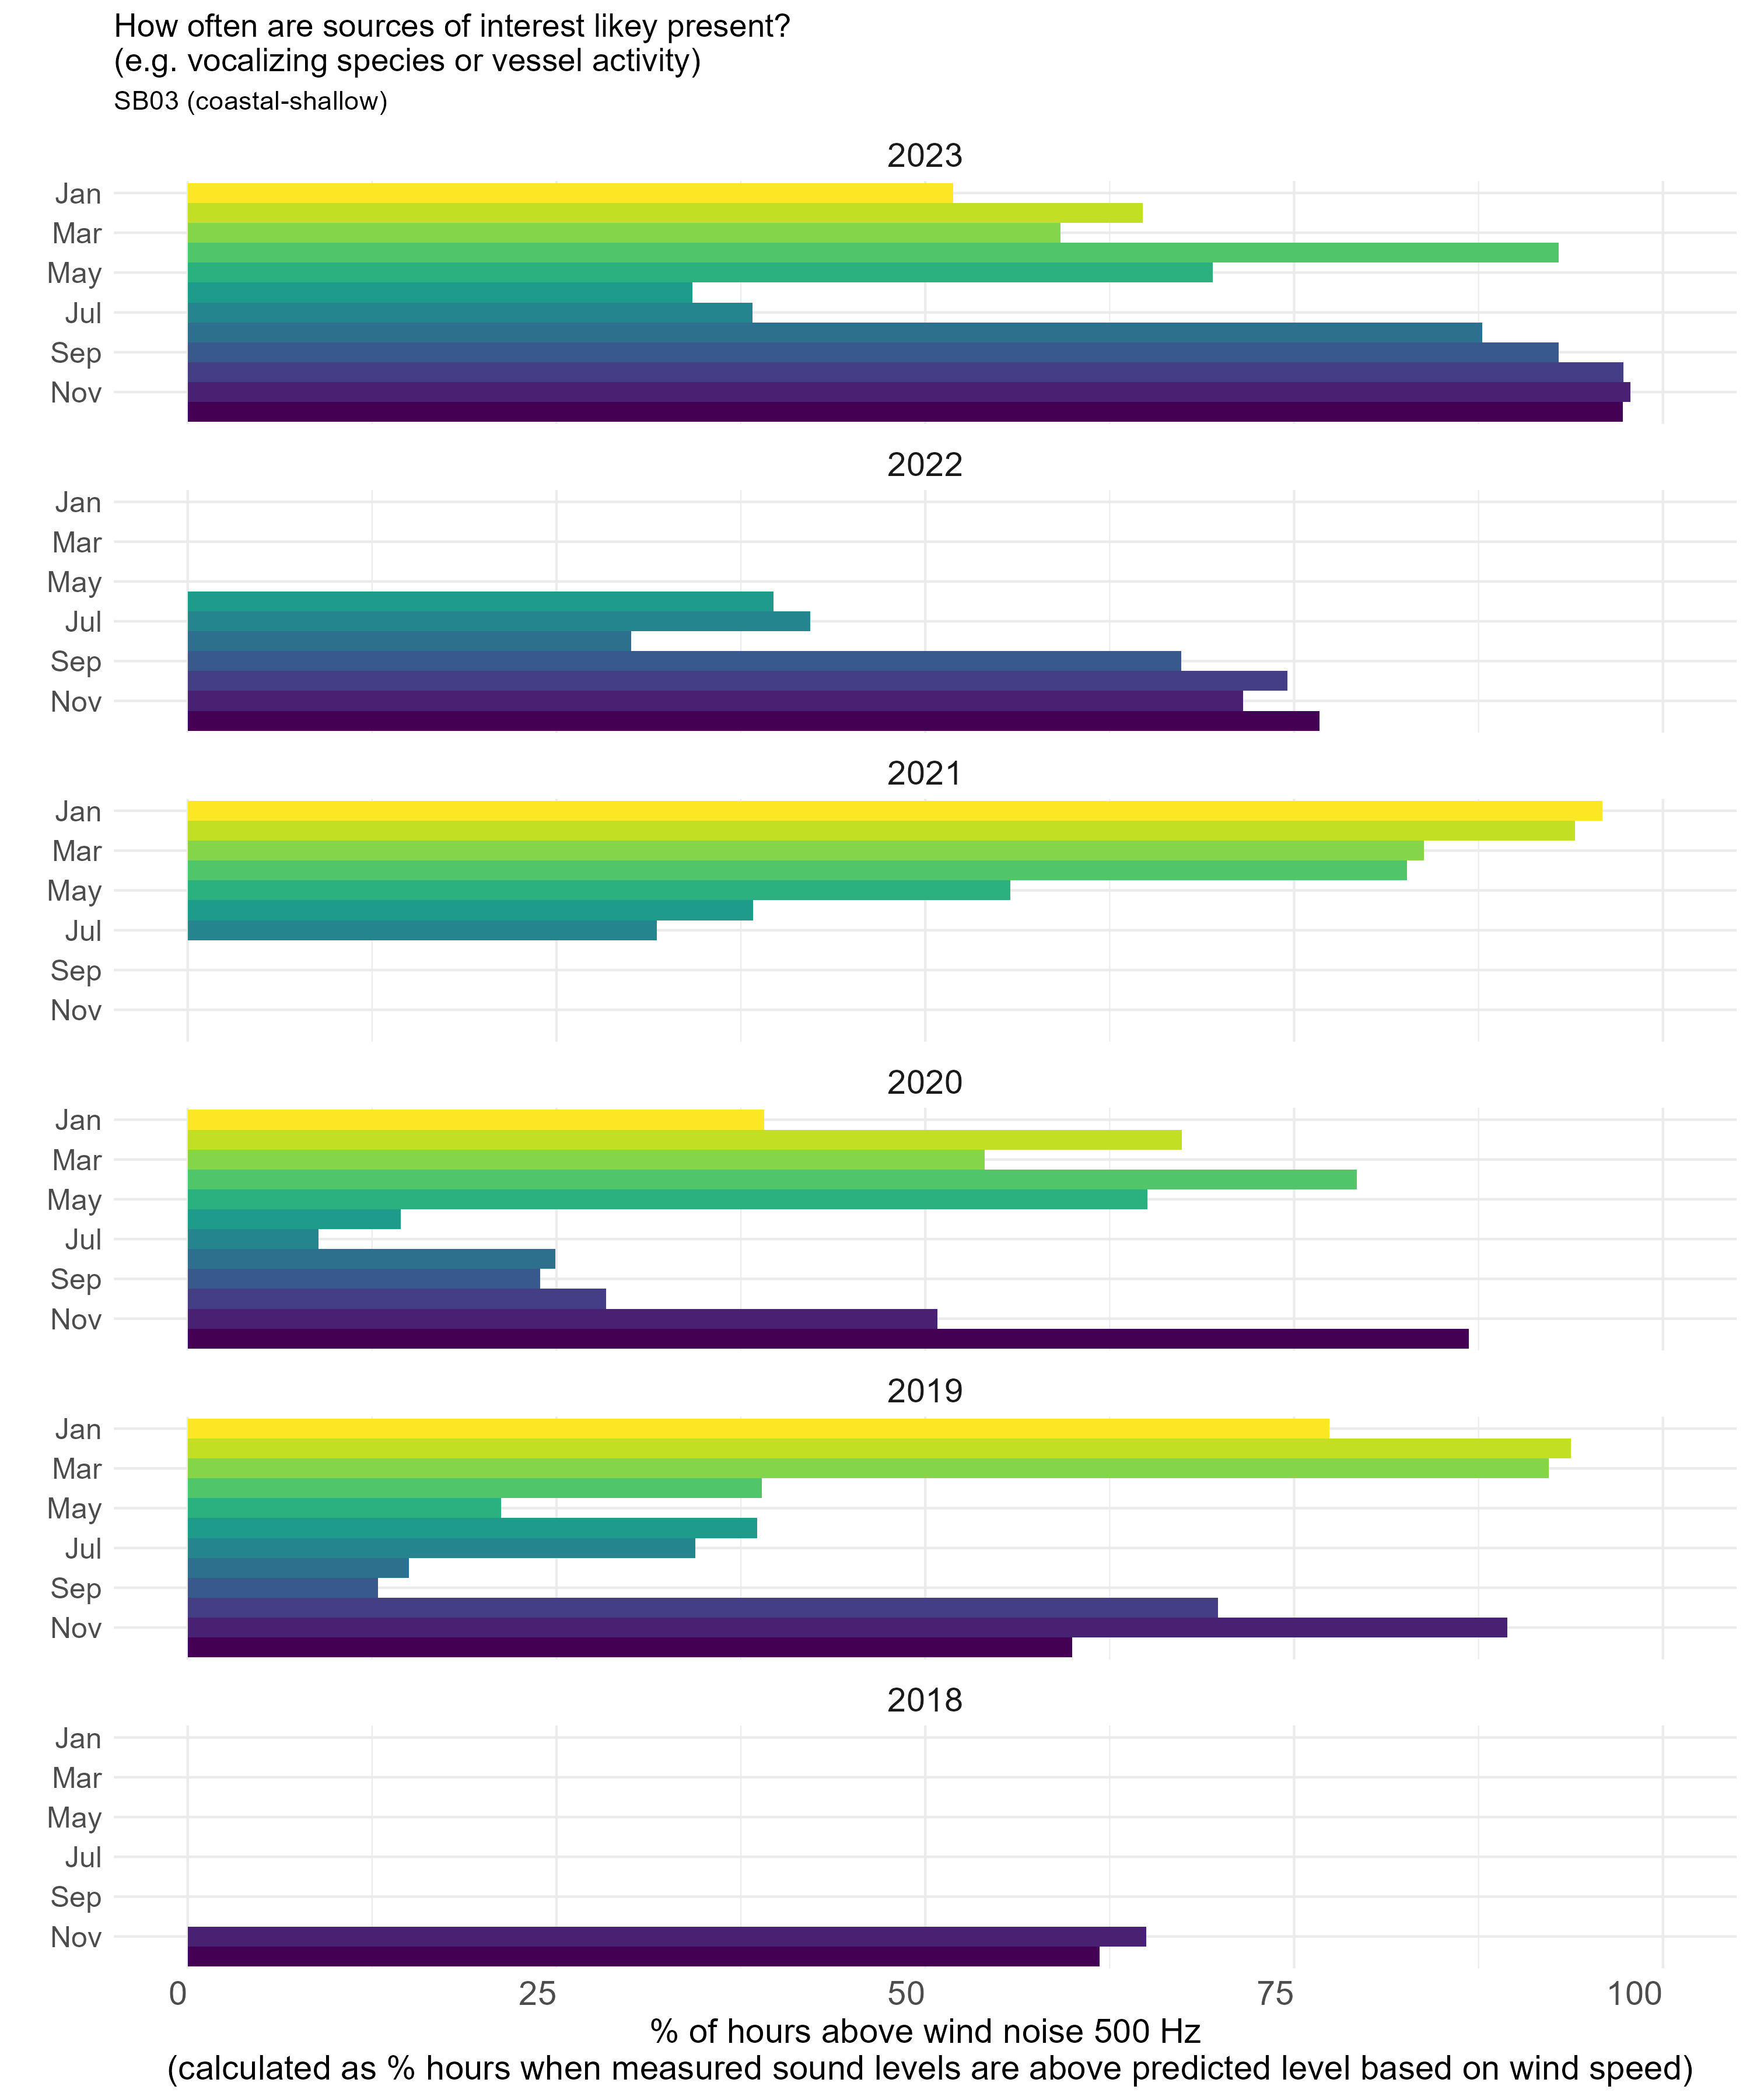 How often are sources of interest likey present?
(e.g. vocalizing species or vessel activity)
SB03 (coastal-shallow)
2023
Jan
Mar
May
Jul
Sep
Nov
2022
Jan
Mar
May
Jul
Sep
Nov
2021
Jan
Mar
May
Jul
Sep
Nov
2020
Jan
Mar
May
Jul
Sep
Nov
2019
Jan
Mar
May
Jul
Sep
Nov
2018
Jan
Mar
May
Jul
Sep
Nov
0 25 50 75 100
% of hours above wind noise 500 Hz
(calculated as % hours when measured sound levels are above predicted level based on wind speed)